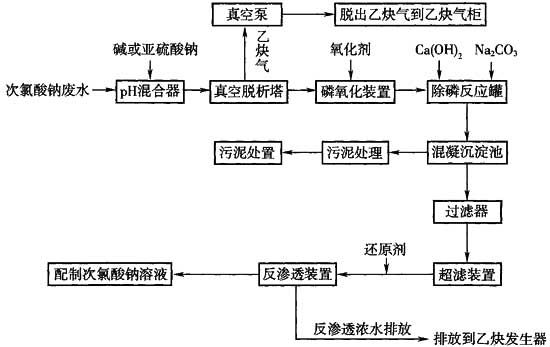 真空泵
脱出乙炔气到乙炔气柜
碱或亚硫酸钠
乙炔气
氧化剂
Ca(OH)₂
Na₂CO₃
次氯酸钠废水
pH混合器
真空脱析塔
磷氧化装置
除磷反应罐
污泥处置
污泥处理
混凝沉淀池
过滤器
还原剂
配制次氯酸钠溶液
反渗透装置
超滤装置
反渗透浓水排放
排放到乙炔发生器